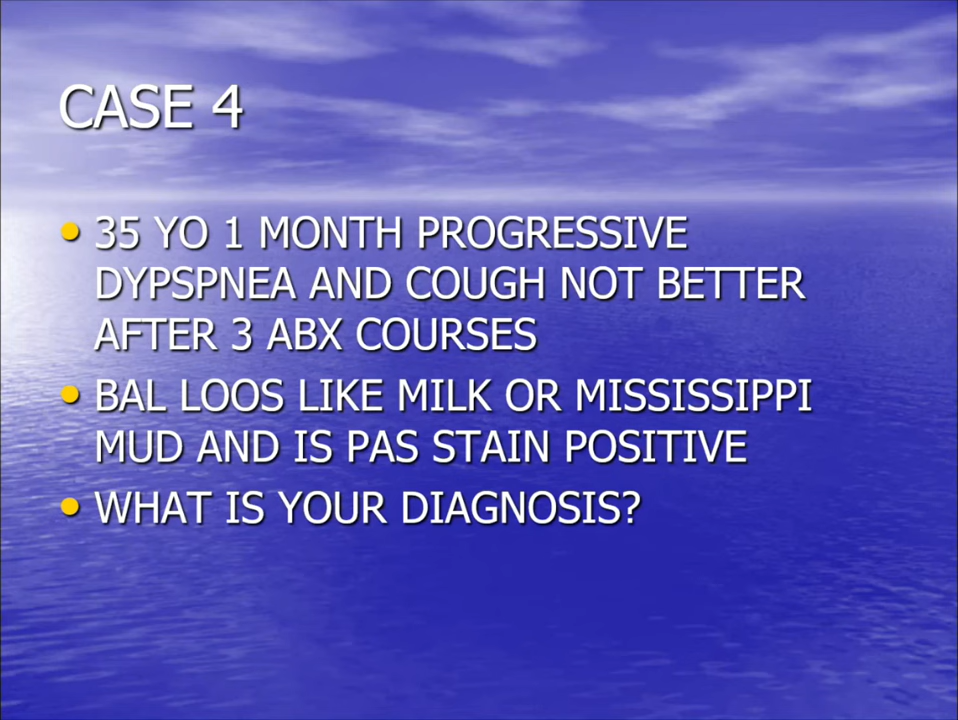 CASE 4
• 35 YO 1 MONTH PROGRESSIVE
DYPSPNEA AND COUGH NOT BETTER
AFTER 3 ABX COURSES
• BAL LOOS LIKE MILK OR MISSISSIPPI
MUD AND IS PAS STAIN POSITIVE
• WHAT IS YOUR DIAGNOSIS?